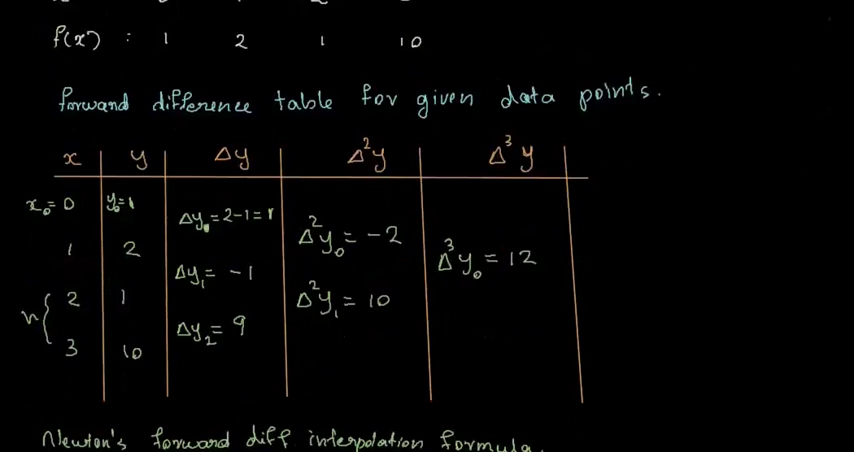 f(x) : 1 2 1 10
forward difference table for given data points.
x y Δy Δ²y Δ³y
x₀=0 y₀=1
Δy₀=2-1=1
Δ²y₀ = -2
1 2
Δ³y₀ = 12
Δy₁= -1
h{ 2 1
Δ²y₁ = 10
Δy₂= 9
3 10
Newton's forward diff interpolation formula.